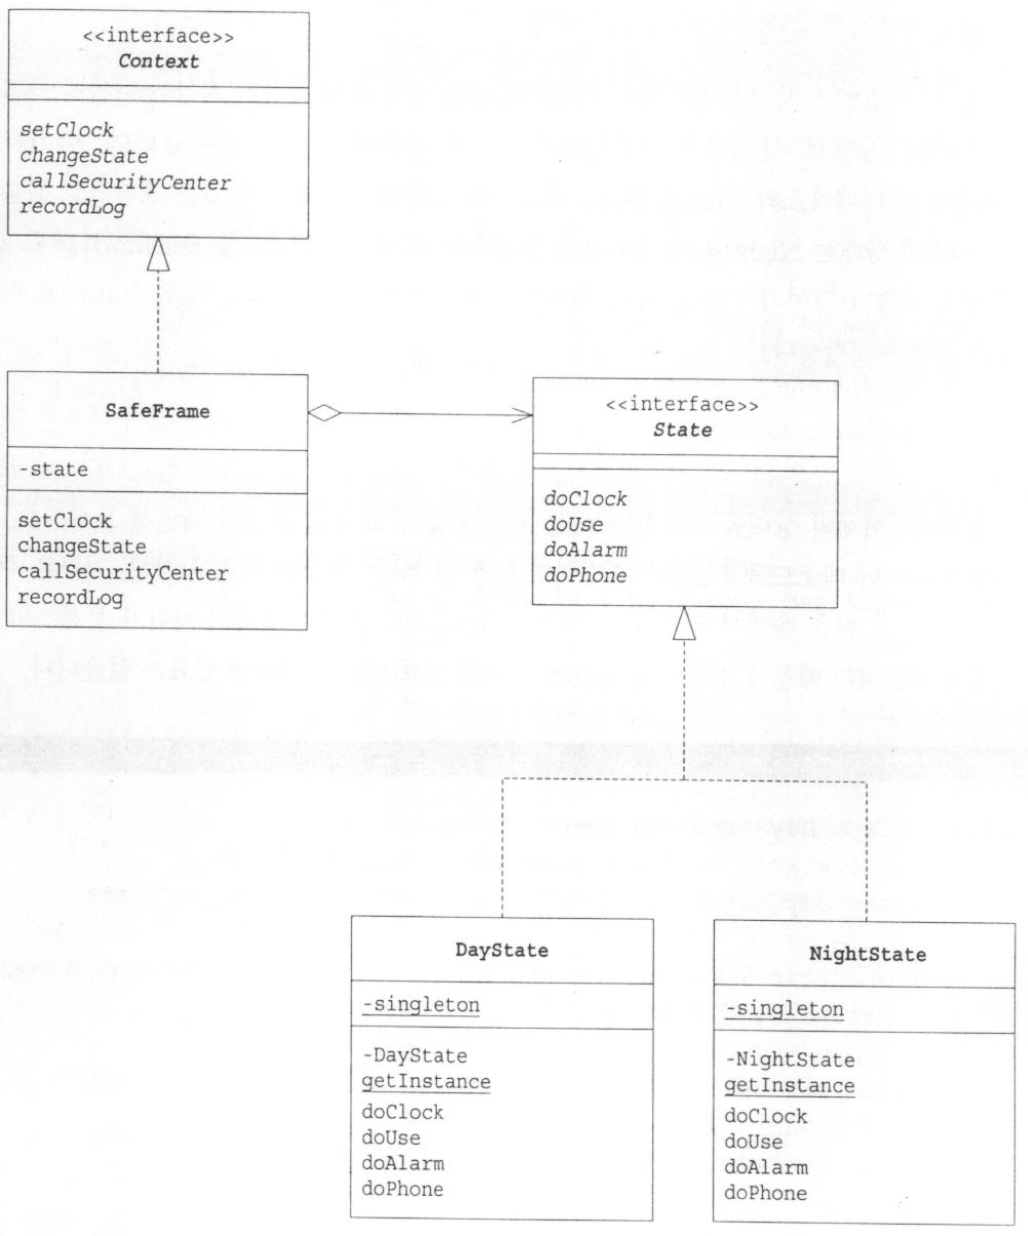 <<interface>>
Context
setClock
changeState
callSecurityCenter
recordLog
SafeFrame
-state
setClock
changeState
callSecurityCenter
recordLog
<<interface>>
State
doClock
doUse
doAlarm
doPhone
DayState
-singleton
-DayState
getInstance
doClock
doUse
doAlarm
doPhone
NightState
-singleton
-NightState
getInstance
doClock
doUse
doAlarm
doPhone